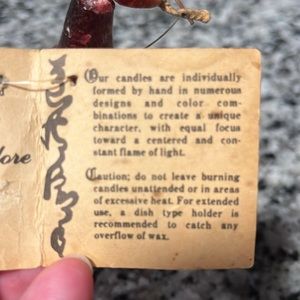 Our candles are individually
formed by hand in numerous
designs and color com-
binations to create a unique
character, with equal focus
toward a centered and con-
stant flame of light.
Caution; do not leave burning
candles unattended or in areas
of excessive heat. For extended
use, a dish type holder is
recommended to catch any
overflow of wax.